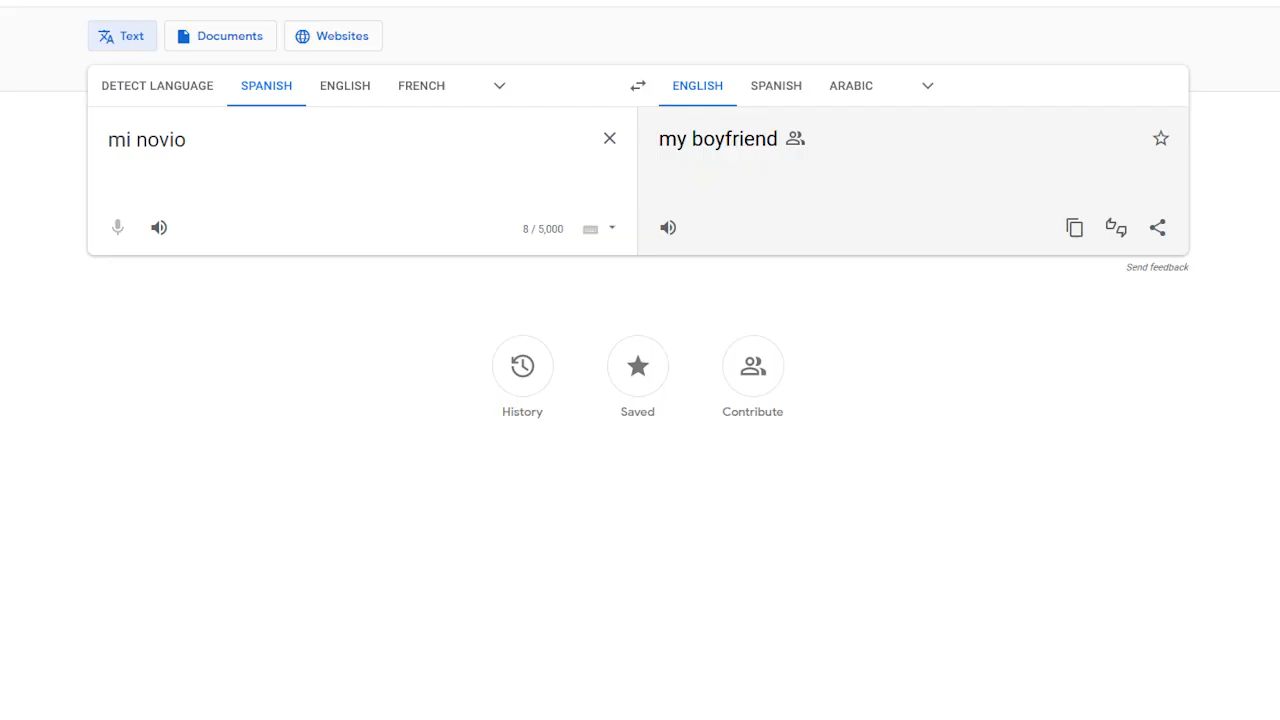 Text Documents Websites
DETECT LANGUAGE SPANISH ENGLISH FRENCH ENGLISH SPANISH ARABIC
mi novio
my boyfriend
8 / 5,000
Send feedback
History Saved Contribute